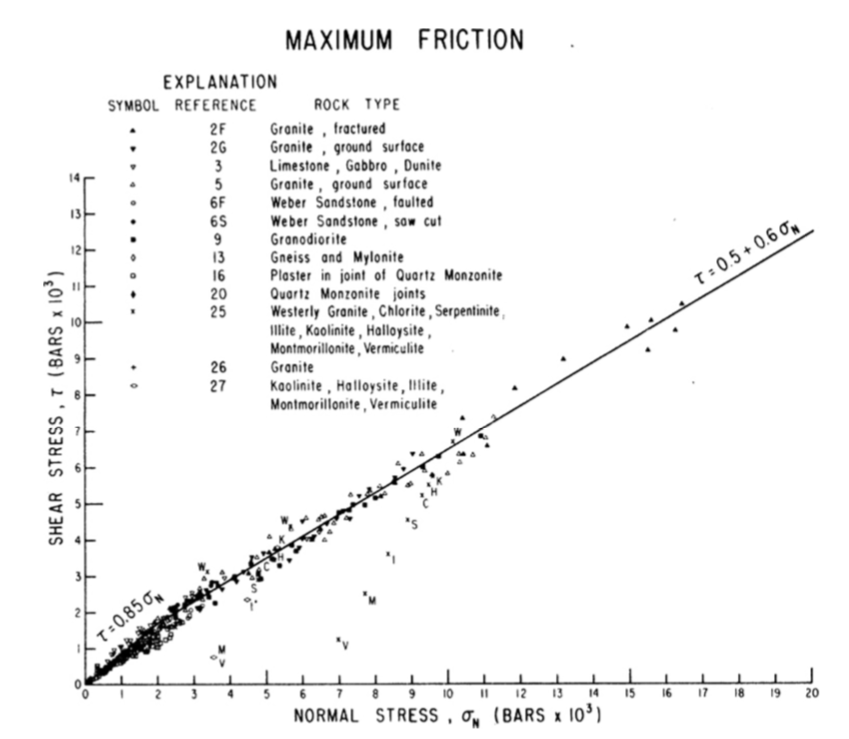 MAXIMUM FRICTION
EXPLANATION
SYMBOL REFERENCE ROCK TYPE
2F Granite , fractured
2G Granite , ground surface
3 Limestone , Gabbro , Dunite
5 Granite , ground surface
6F Weber Sandstone , faulted
6S Weber Sandstone , saw cut
9 Granodiorite
13 Gneiss and Mylonite
16 Plaster in joint of Quartz Monzonite
20 Quartz Monzonite joints
25 Westerly Granite , Chlorite , Serpentinite,
Illite , Kaolinite , Halloysite ,
Montmorillonite , Vermiculite
26 Granite
27 Kaolinite , Halloysite , Illite ,
Montmorillonite , Vermiculite
14
13
12
11
10
9
8
7
6
5
4
3
2
1
0
SHEAR STRESS , τ (BARS x 10³)
τ = 0.85 σN
τ = 0.5 + 0.6 σN
W
K
H
C
S
I
M
V
W
K
H
C
S
I
W
M
V
0 1 2 3 4 5 6 7 8 9 10 11 12 13 14 15 16 17 18 19 20
NORMAL STRESS , σN (BARS x 10³)